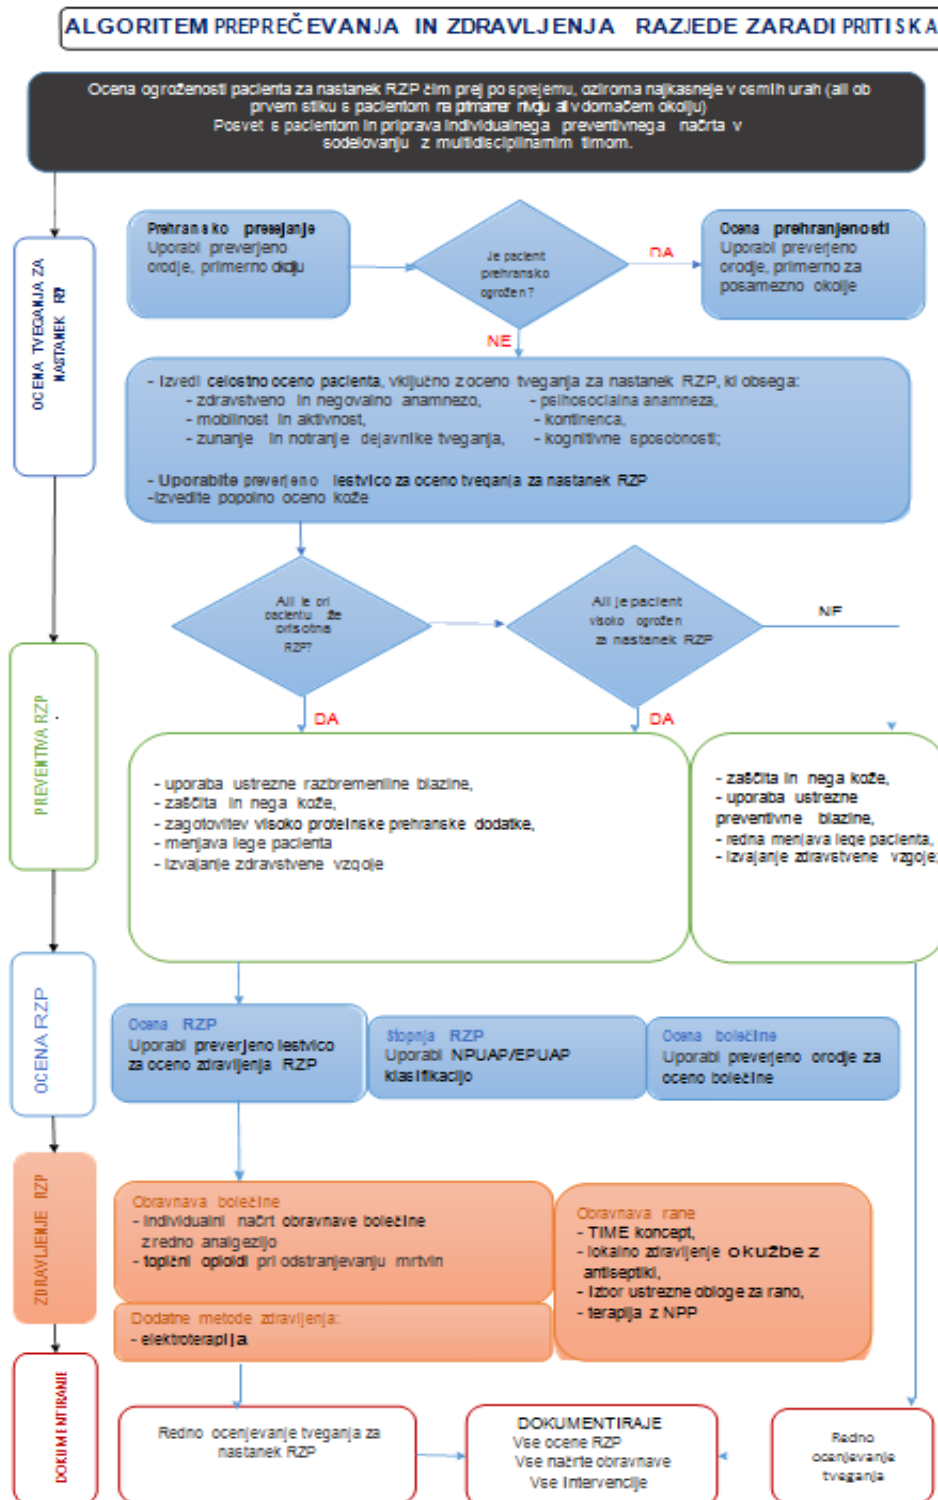 ALGORITEM PREPREČEVANJA IN ZDRAVLJENJA RAZJEDE ZARADI PRITISKA
Ocena ogroženosti pacienta za nastanek RZP čim prej po sprejemu, oziroma najkasneje v osmih urah (ali ob
prvem stiku s pacientom na primarner nivoju ali v domačem okolju)
Posvet s pacientom in priprava individualnega preventivnega načrta v
sodelovanju z multidisciplinarnim timom.
OCENA TVEGANJA ZA
NASTANEK RZP
Prehransko presejanje
Uporabi preverjeno
orodje, primerno okolju
Je pacient
prehransko
ogrožen?
DA
Ocena prehranjenosti
Uporabi preverjeno
orodje, primerno za
posamezno okolje
NE
- Izvedi celostno oceno pacienta, vključno z oceno tveganja za nastanek RZP, ki obsega:
- zdravstveno in negovalno anamnezo, - psihosocialna anamneza,
- mobilnost in aktivnost, - kontinenca,
- zunanje in notranje dejavnike tveganja, - kognitivne sposobnosti;
- Uporabite preverjeno lestvico za oceno tveganja za nastanek RZP
-Izvedite popolno oceno kože
Ali je pri
pacientu že
prisotna
RZP?
Ali je pacient
visoko ogrožen
za nastanek RZP
NE
DA
DA
PREVENTIVA RZP
- uporaba ustrezne razbremenilne blazine,
- zaščita in nega kože,
- zagotovitev visoko proteinske prehranske dodatke,
- menjava lege pacienta
- izvajanje zdravstvene vzgoje
- zaščita in nega kože,
- uporaba ustrezne
preventivne blazine,
- redna menjava lege pacienta,
- izvajanje zdravstvene vzgoje;
OCENA RZP
Ocena RZP
Uporabi preverjeno lestvico
za oceno zdravljenja RZP
Stopnja RZP
Uporabi NPUAP/EPUAP
klasifikacijo
Ocena bolečine
Uporabi preverjeno orodje za
oceno bolečine
ZDRAVLJENJE RZP
Obravnava bolečine
- individualni načrt obravnave bolečine
z redno analgezijo
- topični opioidi pri odstranjevanju mrtvin
Dodatne metode zdravljenja:
- elektroterapija
Obravnava rane
- TIME koncept,
- lokalno zdravljenje okužbe z
antiseptiki,
- Izbor ustrezne obloge za rano,
- terapija z NPP
DOKUMENTIRANJE
Redno ocenjevanje tveganja za
nastanek RZP
DOKUMENTIRAJE
Vse ocene RZP
Vse načrte obravnave
Vse intervencije
Redno
ocenjevanje
tveganja